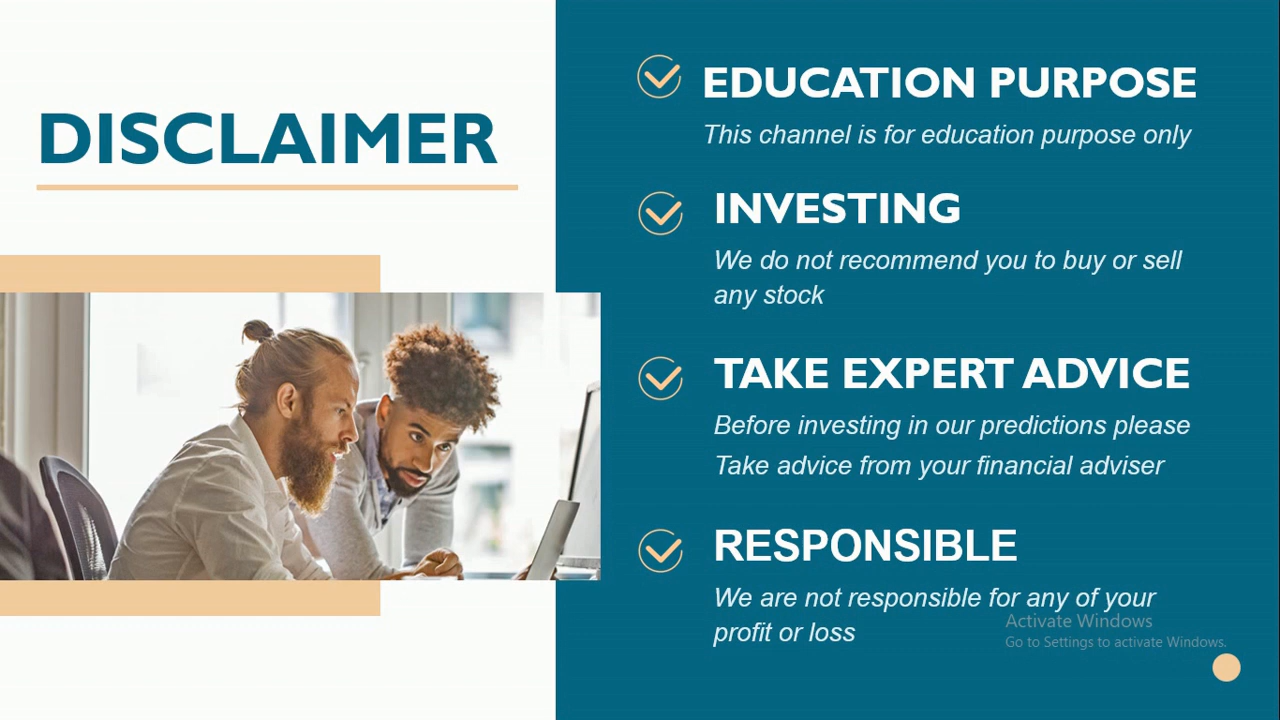 DISCLAIMER
EDUCATION PURPOSE
This channel is for education purpose only
INVESTING
We do not recommend you to buy or sell
any stock
TAKE EXPERT ADVICE
Before investing in our predictions please
Take advice from your financial adviser
RESPONSIBLE
We are not responsible for any of your
profit or loss
Activate Windows
Go to Settings to activate Windows.